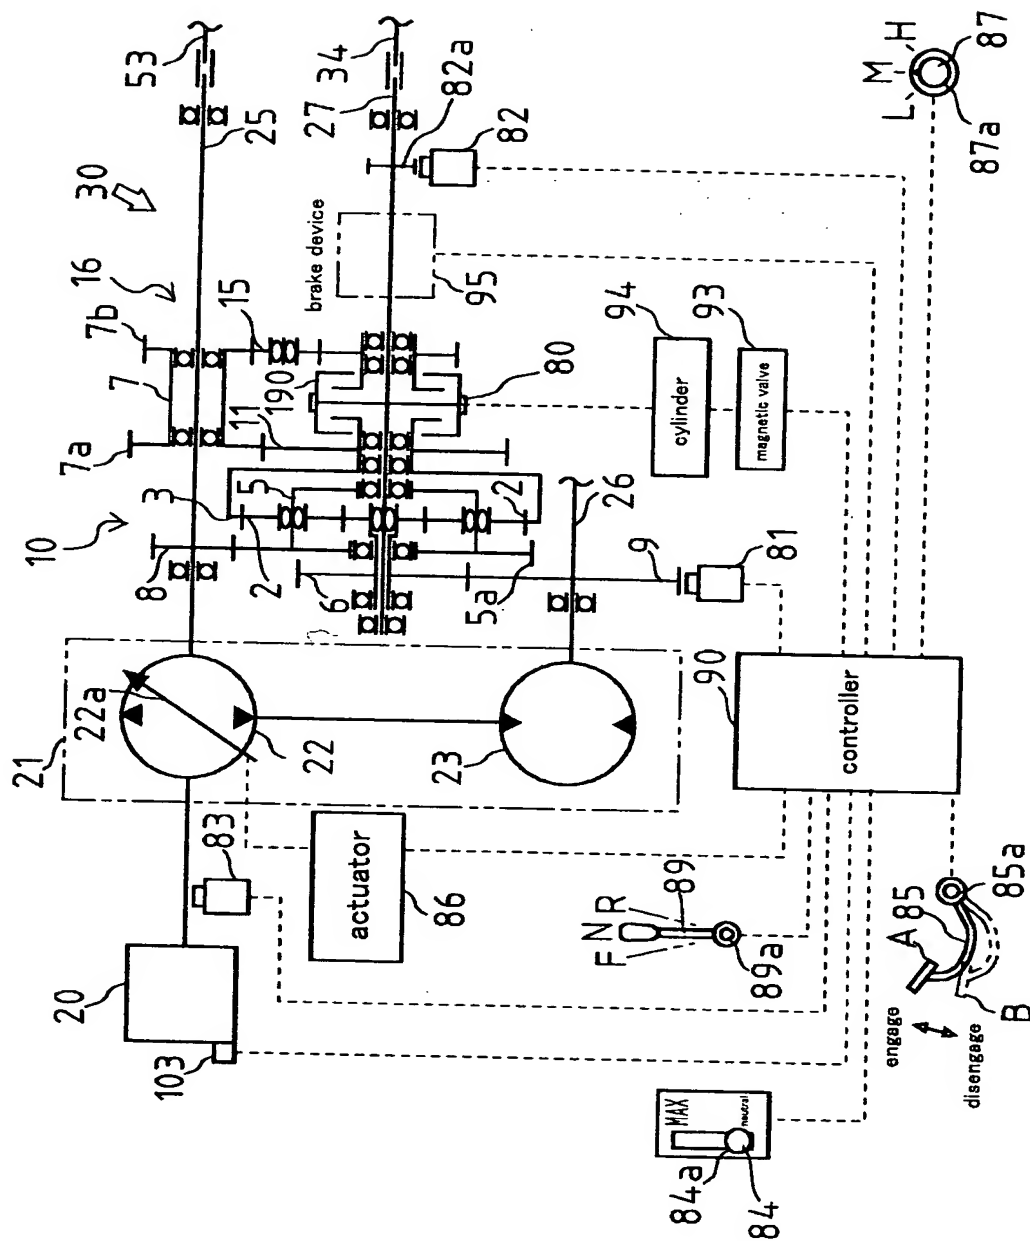 21
22a
22
23
20
103
83
actuator
86
10
8
3
2
5
6
2
5a
9
26
81
7a
7
7b
11
15
16
190
80
30
brake device
95
53
25
27
34
82a
82
cylinder
94
magnetic valve
93
controller
90
F
N
R
89
89a
84a
84
MAX
neutral
engage
disengage
A
B
85
85a
L
M
H
87a
87